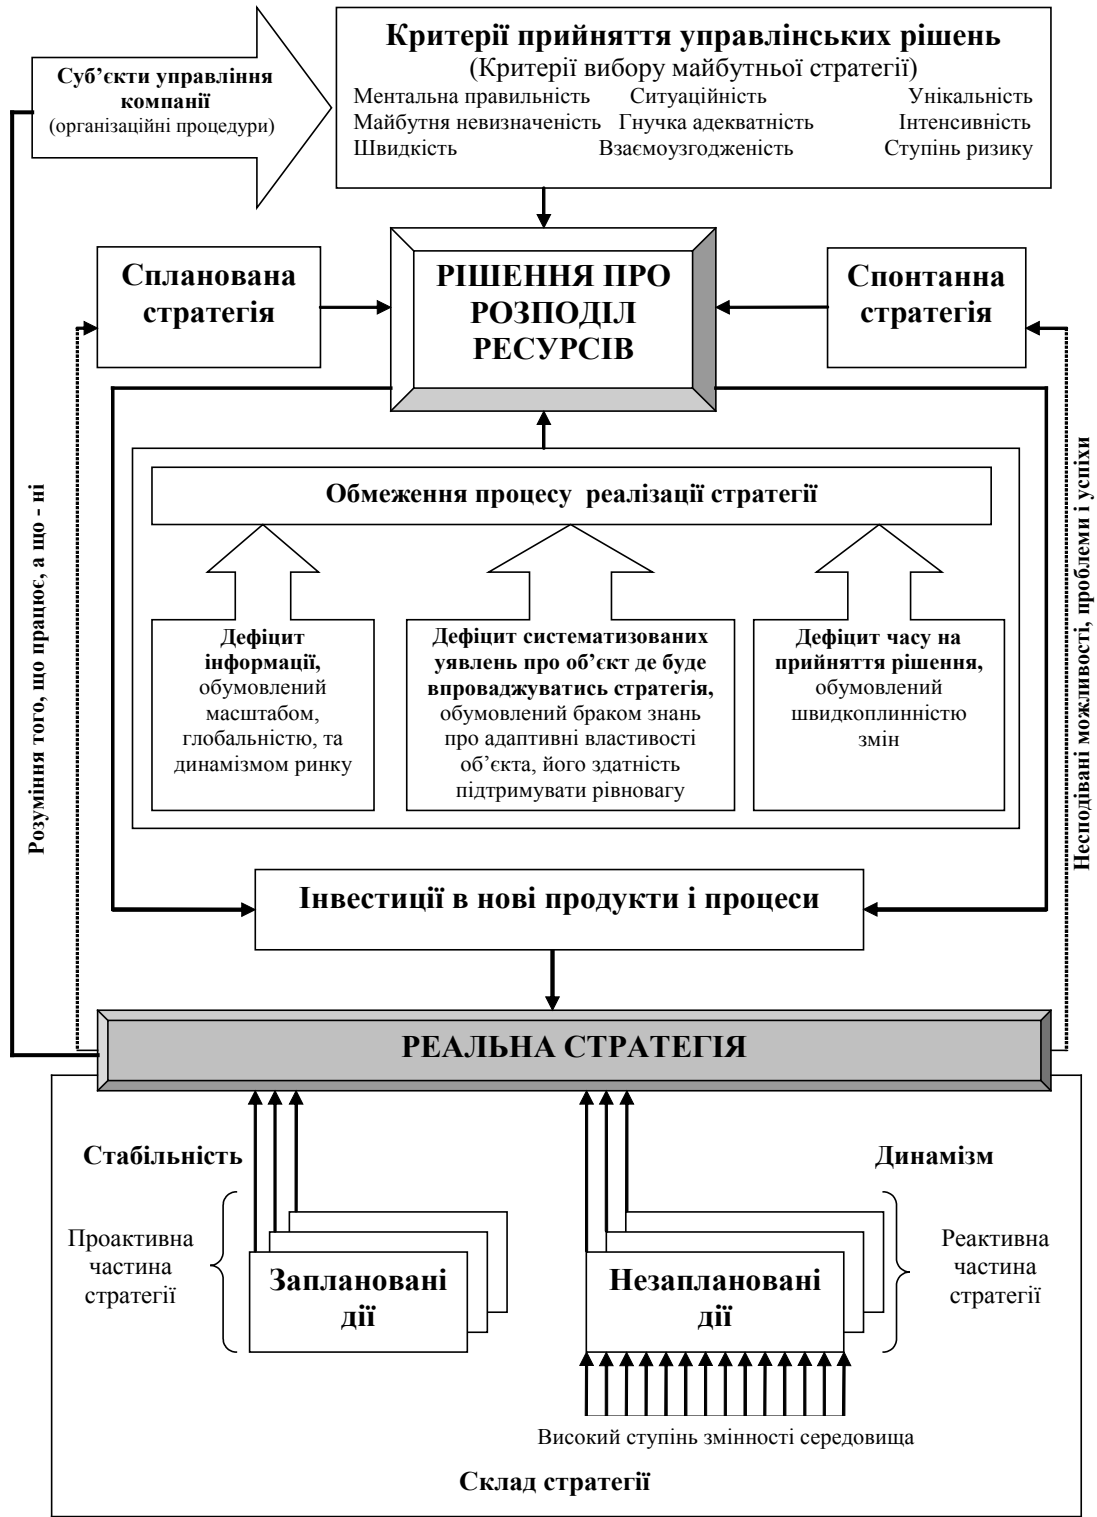 Суб’єкти управління
компанії
(організаційні процедури)
Критерії прийняття управлінських рішень
(Критерії вибору майбутньої стратегії)
Ментальна правильність Ситуаційність Унікальність
Майбутня невизначеність Гнучка адекватність Інтенсивність
Швидкість Взаємоузгодженість Ступінь ризику
Спланована
стратегія
РІШЕННЯ ПРО
РОЗПОДІЛ
РЕСУРСІВ
Спонтанна
стратегія
Розуміння того, що працює, а що - ні
Несподівані можливості, проблеми і успіхи
Обмеження процесу реалізації стратегії
Дефіцит
інформації,
обумовлений
масштабом,
глобальністю, та
динамізмом ринку
Дефіцит систематизованих
уявлень про об’єкт де буде
впроваджуватись стратегія,
обумовлений браком знань
про адаптивні властивості
об’єкта, його здатність
підтримувати рівновагу
Дефіцит часу на
прийняття рішення,
обумовлений
швидкоплинністю
змін
Інвестиції в нові продукти і процеси
РЕАЛЬНА СТРАТЕГІЯ
Стабільність
Динамізм
Проактивна
частина
стратегії
Заплановані
дії
Незаплановані
дії
Реактивна
частина
стратегії
Високий ступінь змінності середовища
Склад стратегії